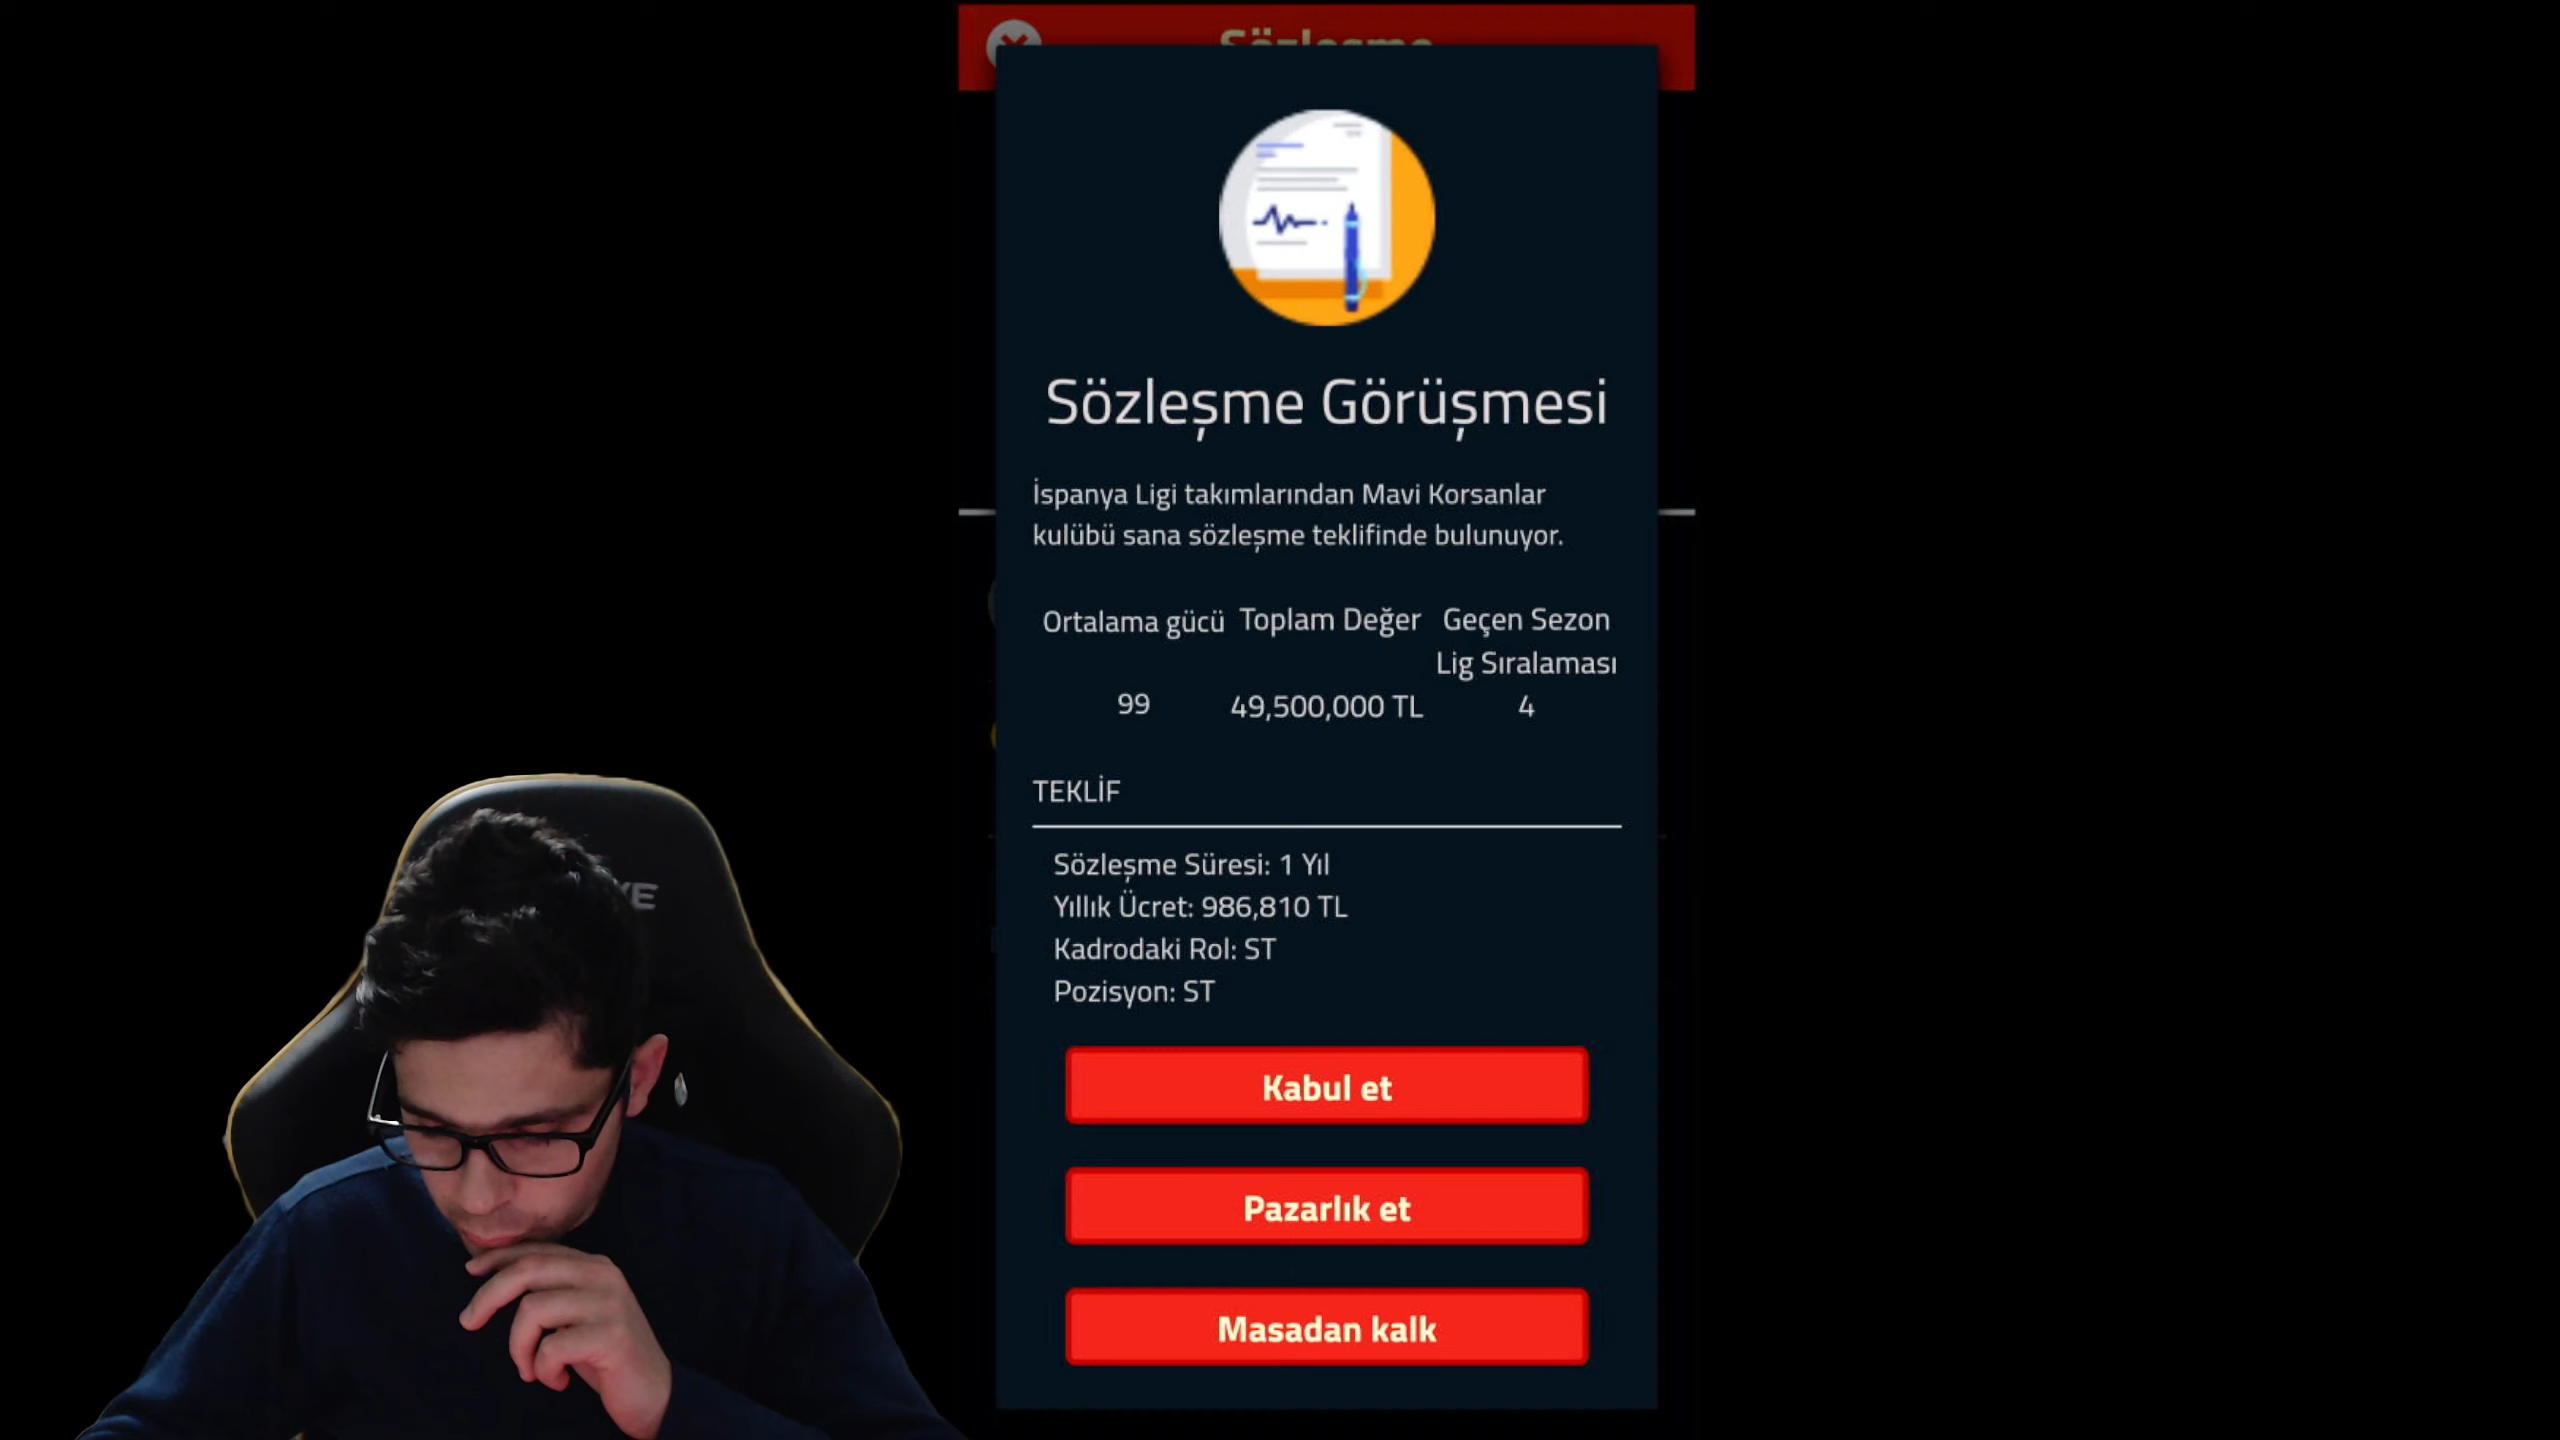 Sözleşme
Sözleşme Görüşmesi
İspanya Ligi takımlarından Mavi Korsanlar
kulübü sana sözleşme teklifinde bulunuyor.
Ortalama gücü Toplam Değer Geçen Sezon
Lig Sıralaması
99 49,500,000 TL 4
TEKLİF
Sözleşme Süresi: 1 Yıl
Yıllık Ücret: 986,810 TL
Kadrodaki Rol: ST
Pozisyon: ST
Kabul et
Pazarlık et
Masadan kalk